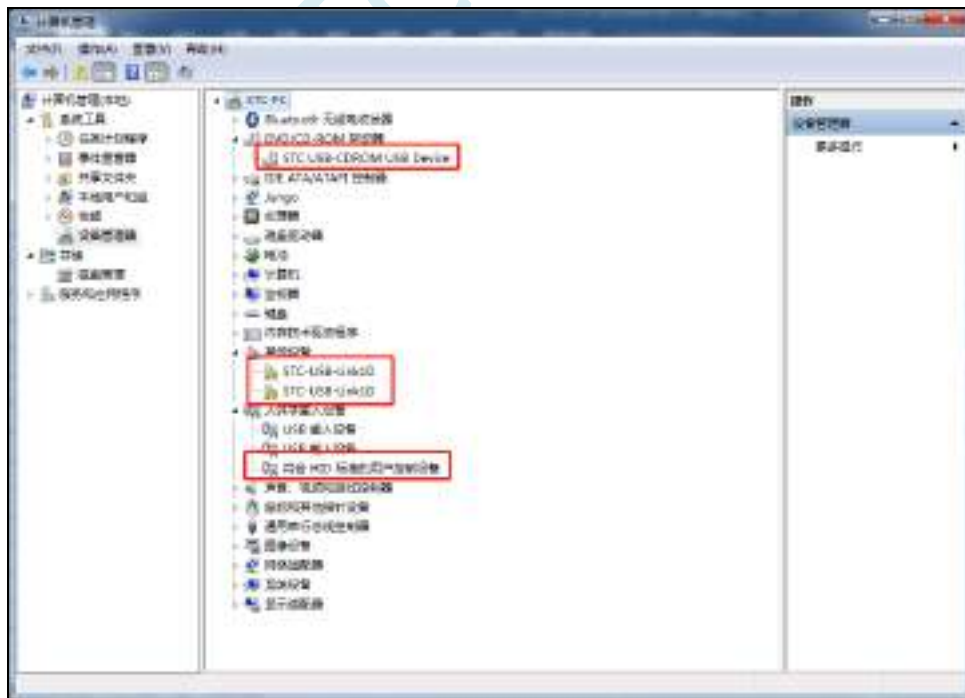 计算机管理
文件(F) 操作(A) 查看(V) 帮助(H)
计算机管理(本地)
系统工具
任务计划程序
事件查看器
共享文件夹
本地用户和组
性能
设备管理器
存储
磁盘管理
服务和应用程序
STC-PC
Bluetooth 无线电收发器
DVD/CD-ROM 驱动器
STC USB-CDROM USB Device
IDE ATA/ATAPI 控制器
Jungo
处理器
磁盘驱动器
电池
计算机
监视器
键盘
内存技术驱动程序
其他设备
STC-USB-Link1D
STC-USB-Link1D
人体学输入设备
USB 输入设备
USB 输入设备
符合 HID 标准的用户控制设备
声音、视频和游戏控制器
鼠标和其他指针设备
通用串行总线控制器
图像设备
网络适配器
系统设备
显示适配器
操作
设备管理器
更多操作